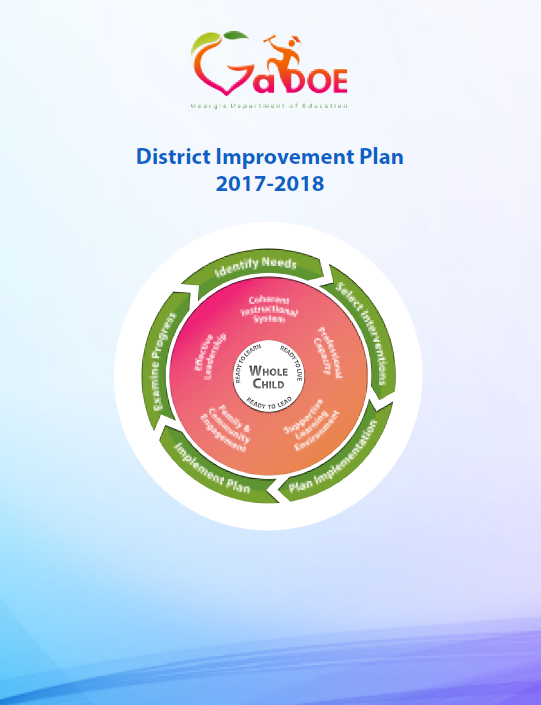 GaDOE
Georgia Department of Education
District Improvement Plan
2017-2018
Identify Needs
Select Interventions
Plan Implementation
Implement Plan
Examine Progress
Coherent
Instructional
System
Professional
Capacity
Supportive
Learning
Environment
Family &
Community
Engagement
Effective
Leadership
READY TO LEARN
READY TO LIVE
READY TO LEAD
WHOLE
CHILD